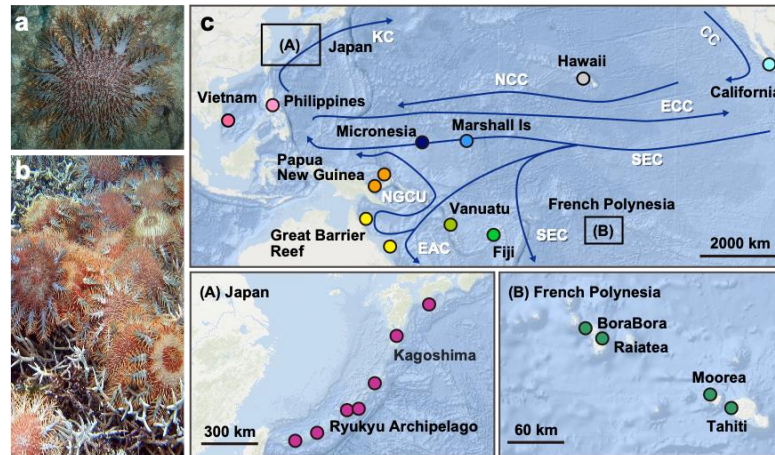 a
b
c
(A)
Japan
KC
CC
Hawaii
NCC
California
Vietnam
Philippines
ECC
Micronesia
Marshall Is
SEC
Papua
New Guinea
NGCU
Vanuatu
French Polynesia
(B)
Great Barrier
Reef
EAC
Fiji
SEC
2000 km
(A) Japan
Kagoshima
Ryukyu Archipelago
300 km
(B) French Polynesia
BoraBora
Raiatea
Moorea
Tahiti
60 km